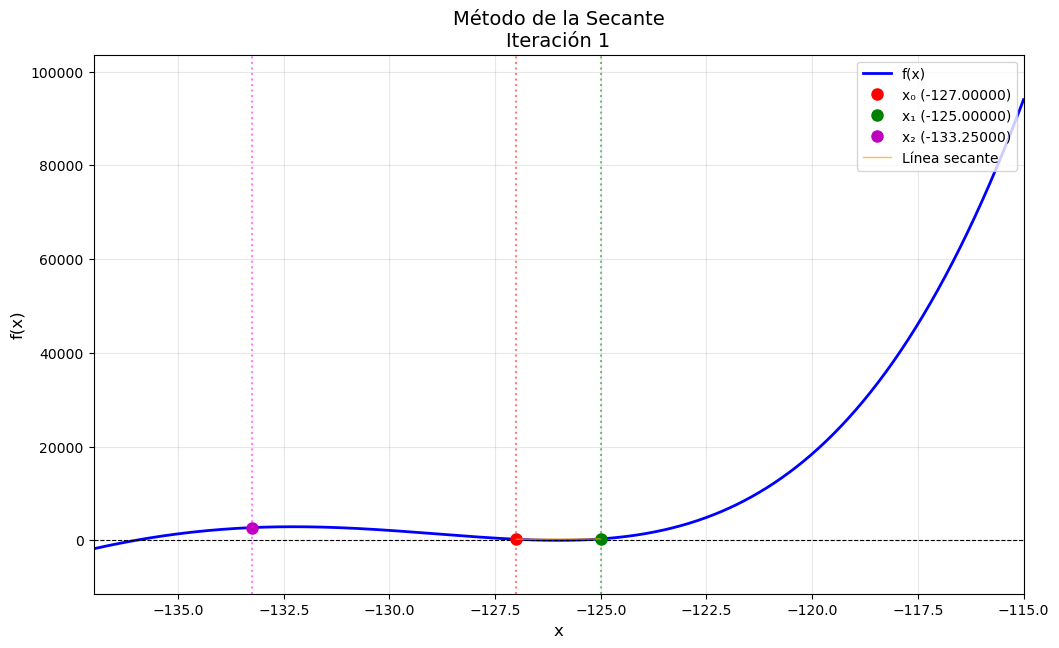 Método de la Secante
Iteración 1
f(x)
x₀ (-127.00000)
x₁ (-125.00000)
x₂ (-133.25000)
Línea secante
100000
80000
60000
40000
20000
0
f(x)
−135.0 −132.5 −130.0 −127.5 −125.0 −122.5 −120.0 −117.5 −115.0
x